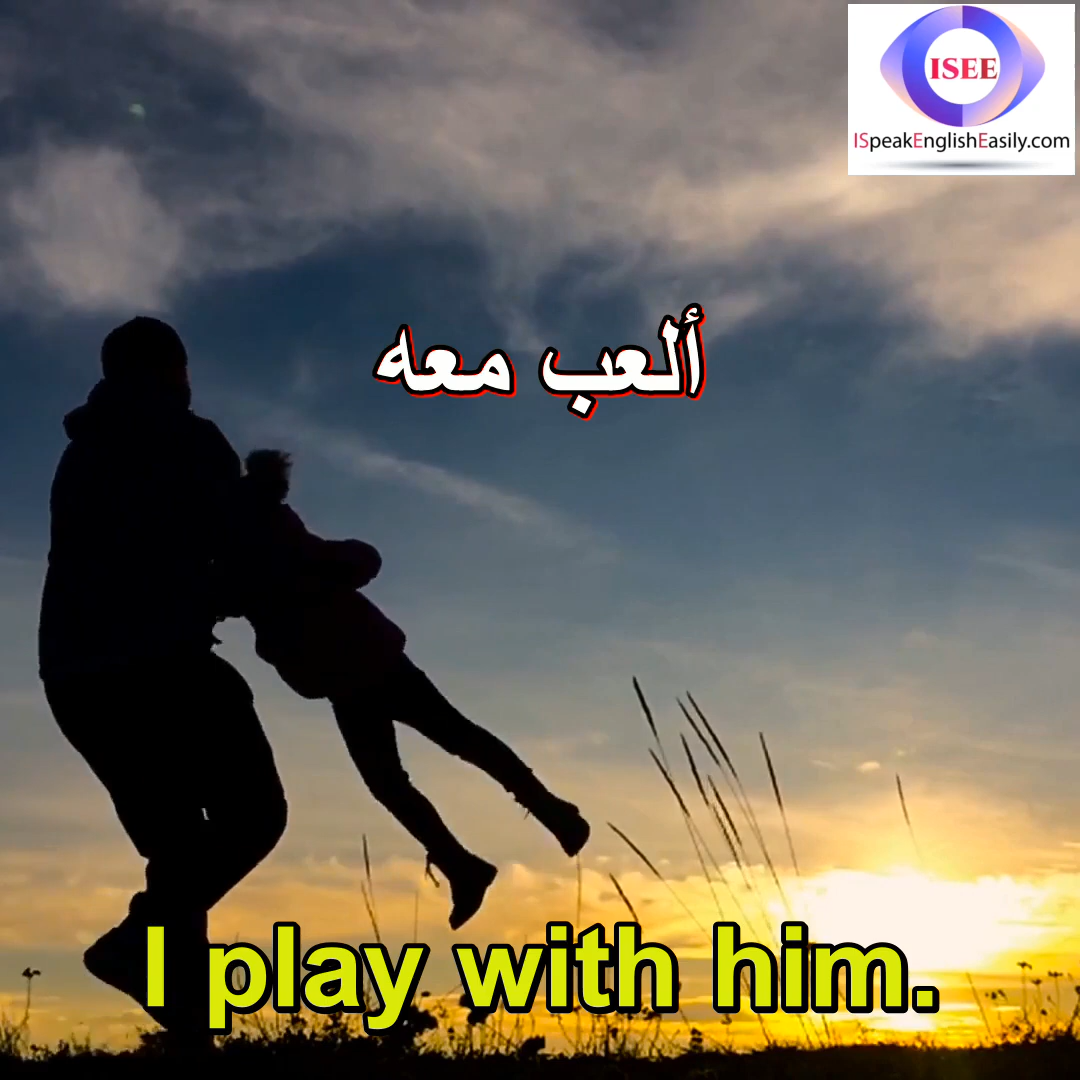 ISEE
ISpeakEnglishEasily.com
ألعب معه
I play with him.